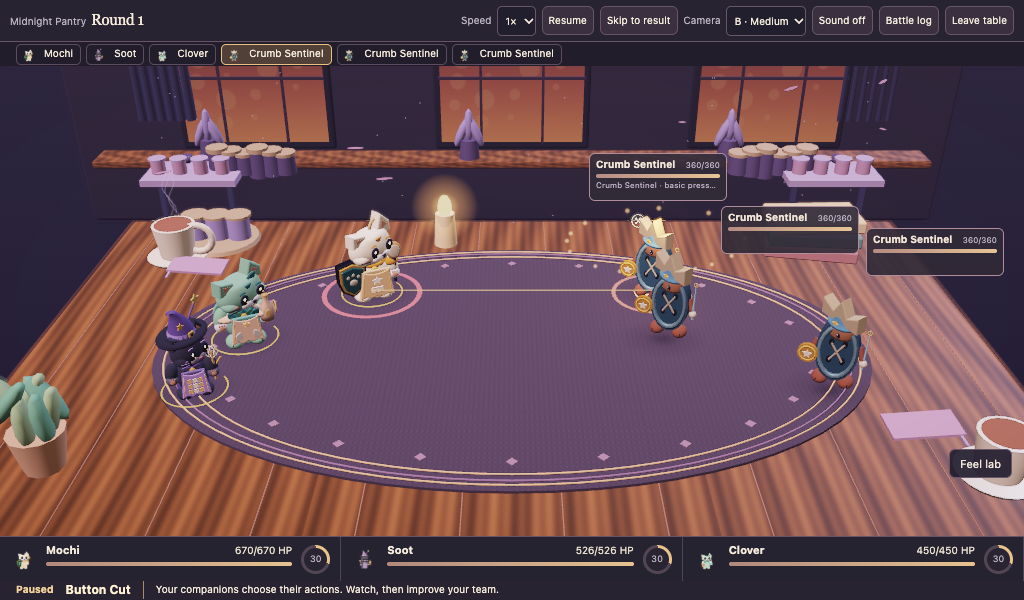 Midnight Pantry Round 1
Speed 1x Resume Skip to result Camera B · Medium Sound off Battle log Leave table
Mochi Soot Clover Crumb Sentinel Crumb Sentinel Crumb Sentinel
Crumb Sentinel 360/360
Crumb Sentinel · basic press...
Crumb Sentinel 360/360
Crumb Sentinel 360/360
Feel lab
Mochi 670/670 HP 30
Soot 526/526 HP 30
Clover 450/450 HP 30
Paused Button Cut Your companions choose their actions. Watch, then improve your team.